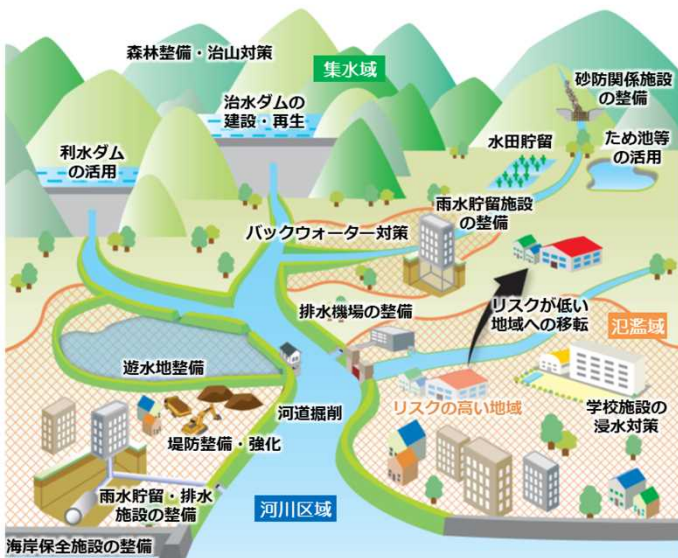 森林整備・治山対策
集水域
砂防関係施設
の整備
治水ダムの
建設・再生
水田貯留
ため池等
の活用
利水ダム
の活用
雨水貯留施設
の整備
バックウォーター対策
排水機場の整備
リスクが低い
地域への移転
氾濫域
遊水地整備
リスクの高い地域
学校施設の
浸水対策
河道掘削
堤防整備・強化
雨水貯留・排水
施設の整備
河川区域
海岸保全施設の整備